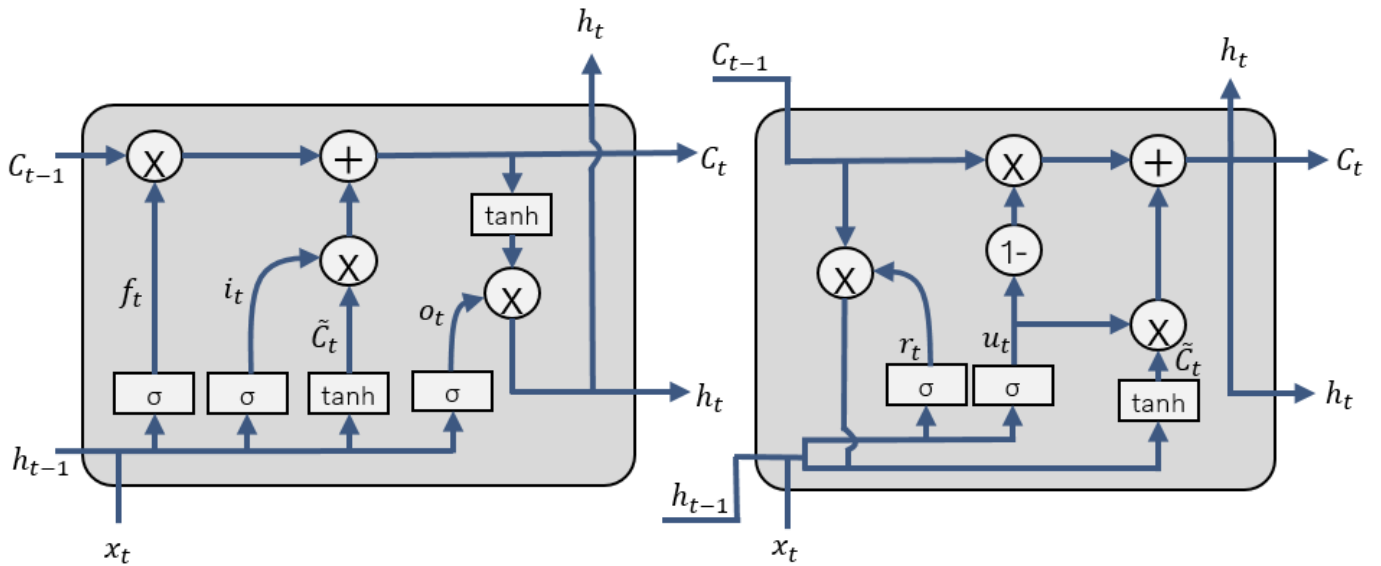 h_t
C_{t-1}
X
+
C_t
tanh
X
X
f_t
i_t
C̃_t
o_t
σ
σ
tanh
σ
h_t
h_{t-1}
x_t
h_t
C_{t-1}
X
+
C_t
1-
X
X
r_t
u_t
C̃_t
σ
σ
tanh
h_t
h_{t-1}
x_t